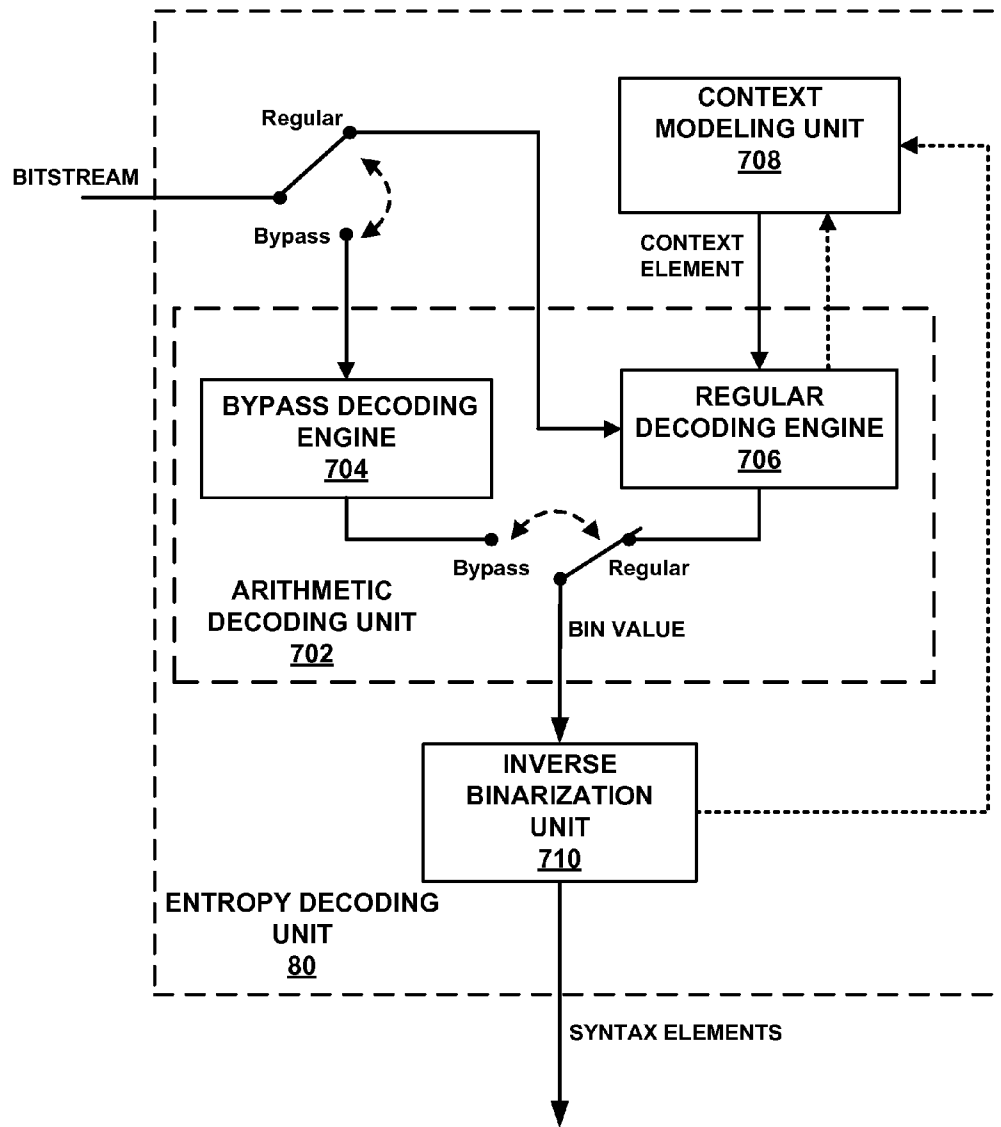 CONTEXT
MODELING UNIT
708
Regular
BITSTREAM
Bypass
CONTEXT
ELEMENT
BYPASS DECODING
ENGINE
704
REGULAR
DECODING ENGINE
706
Bypass
Regular
ARITHMETIC
DECODING UNIT
702
BIN VALUE
INVERSE
BINARIZATION
UNIT
710
ENTROPY DECODING
UNIT
80
SYNTAX ELEMENTS